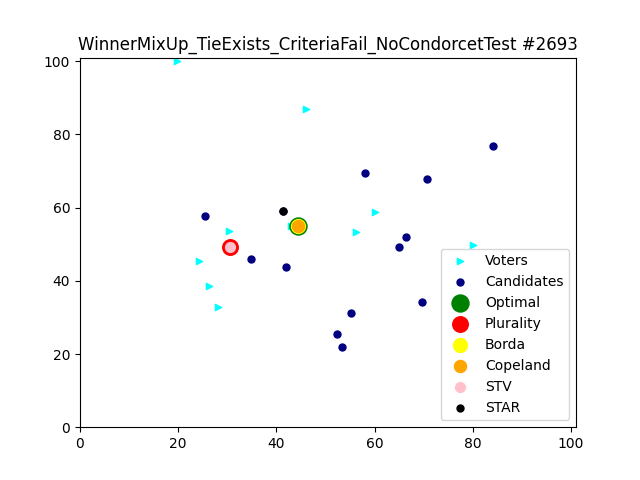 WinnerMixUp_TieExists_CriteriaFail_NoCondorcetTest #2693
100
80
60
40
20
0
0 20 40 60 80 100
Voters
Candidates
Optimal
Plurality
Borda
Copeland
STV
STAR